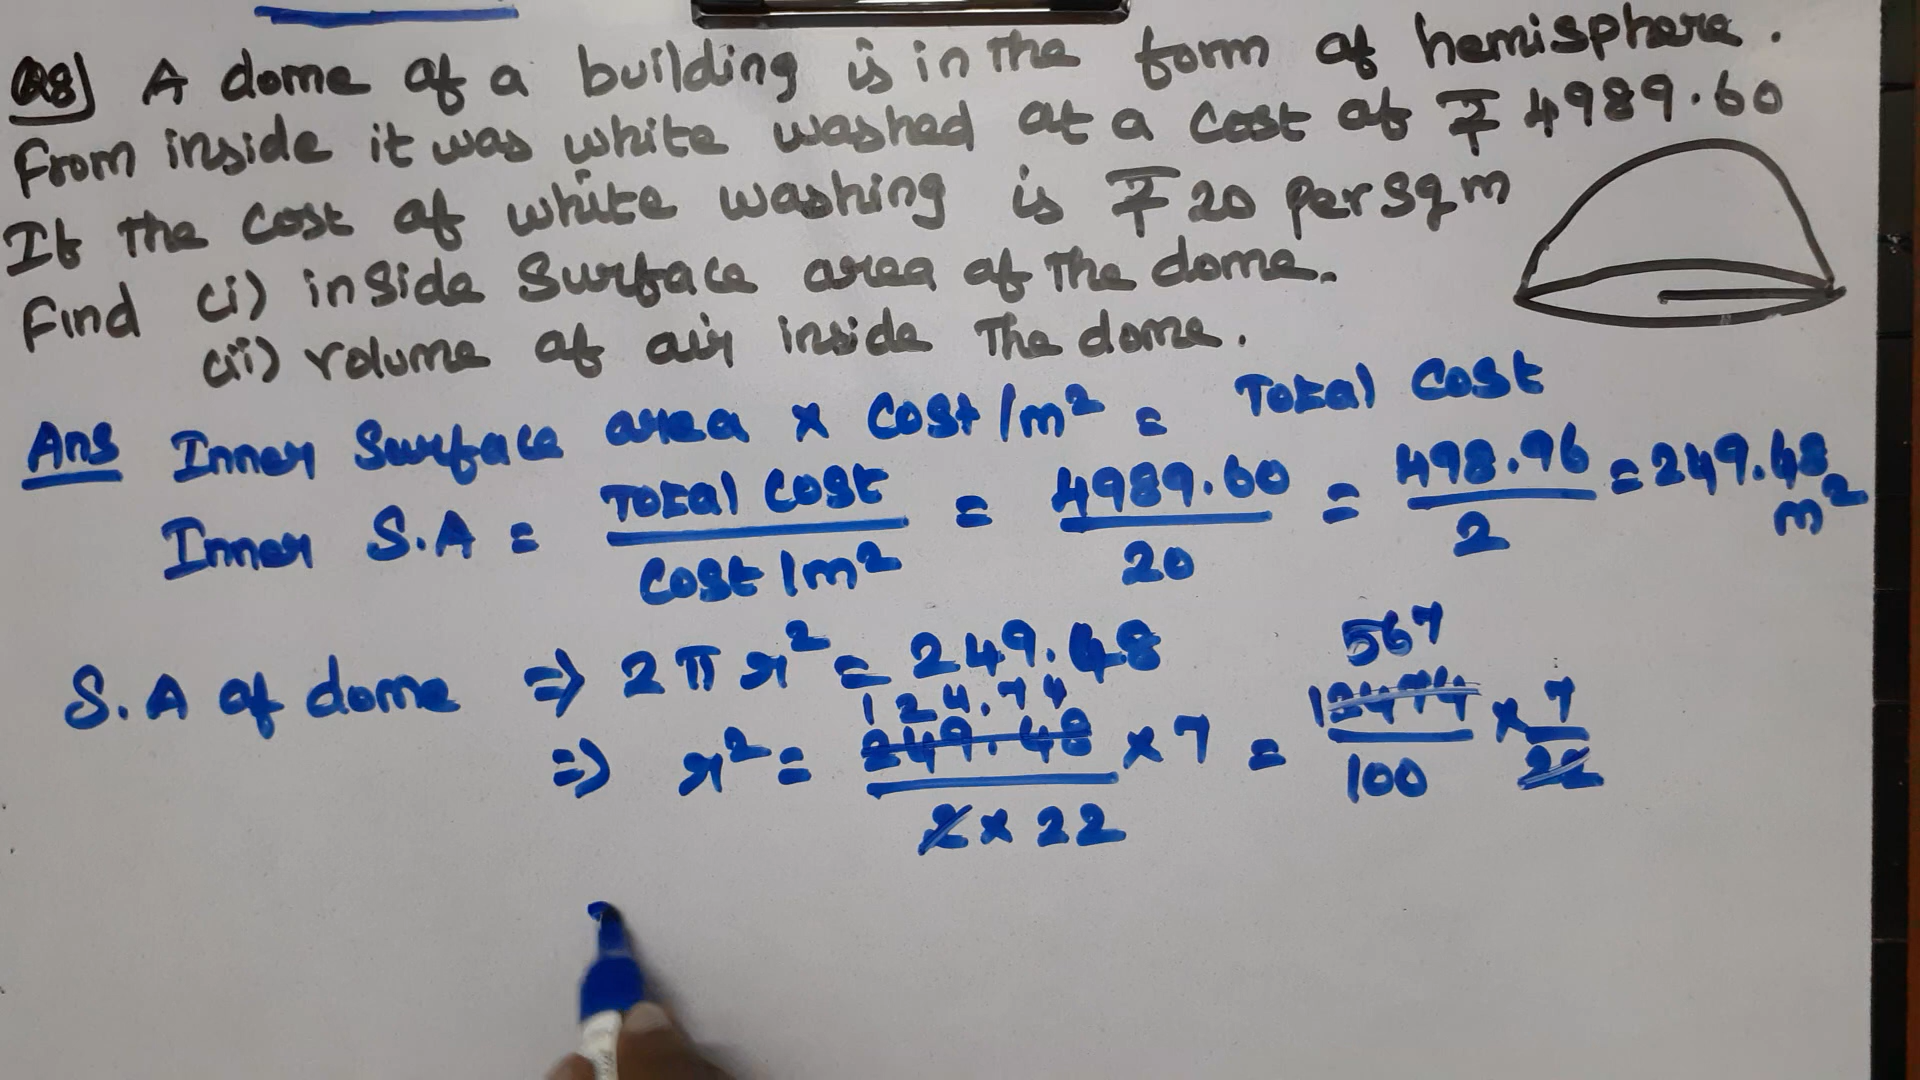 Q8) A dome of a building is in the form of hemisphere.
From inside it was white washed at a cost of ₹ 4989.60
If the cost of white washing is ₹ 20 per sq m
Find (i) inside surface area of the dome.
(ii) volume of air inside the dome.
Ans Inner Surface area × cost/m² = Total cost
Inner S.A = Total cost / cost/m² = 4989.60 / 20 = 498.96 / 2 = 249.48 m²
S.A of dome ⇒ 2πr² = 249.48
124.74 567
⇒ r² = 249.48 / 2×22 × 7 = 12474 / 100 × 7 / 22